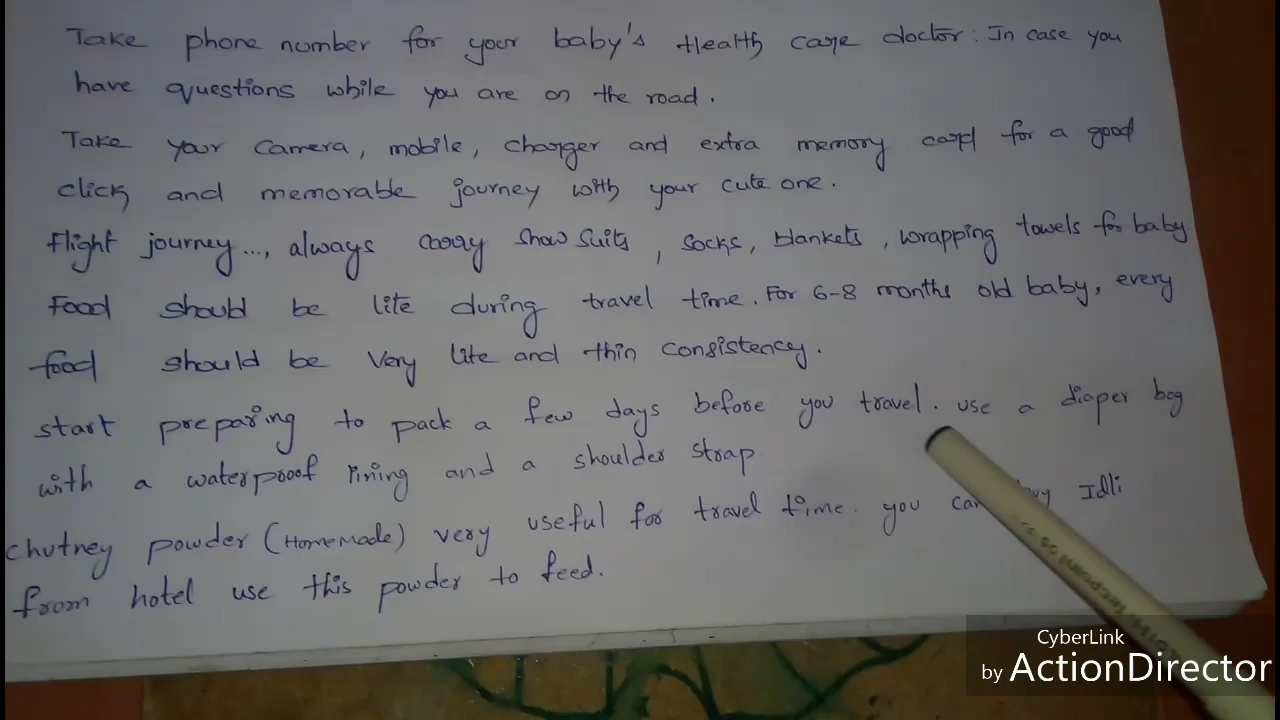 Take phone number for your baby's Health care doctor: In case you
have questions while you are on the road.
Take your camera, mobile, charger and extra memory card for a good
click and memorable journey with your cute one.
flight journey..., always carry snow suits, socks, blankets, wrapping towels for baby.
Food should be lite during travel time. For 6-8 months old baby, every
food should be very lite and thin consistency.
start preparing to pack a few days before you travel. use a diaper bag
with a waterproof lining and a shoulder strap
chutney powder (Homemade) very useful for travel time. you can Idli
from hotel use this powder to feed.
CyberLink
by ActionDirector